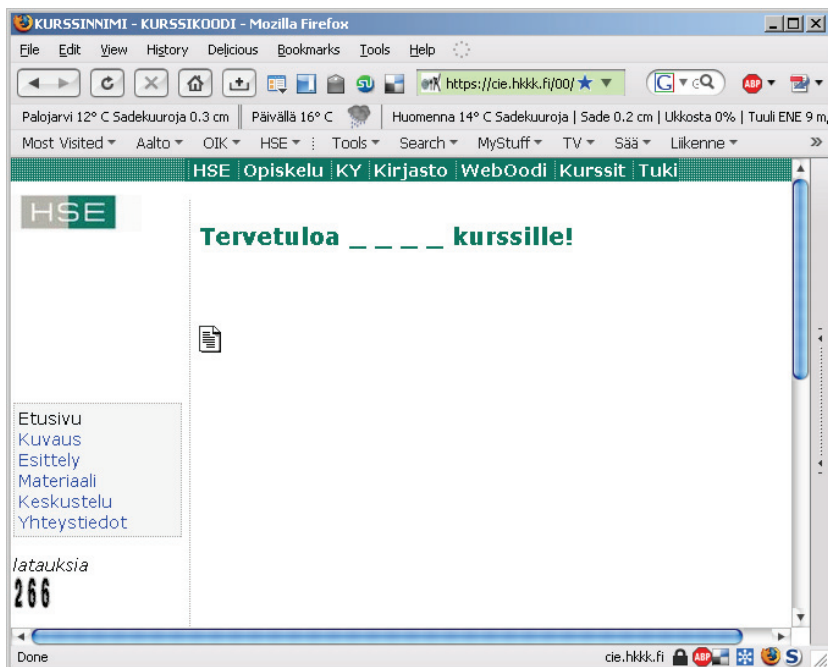 KURSSINNIMI - KURSSIKOODI - Mozilla Firefox
File Edit View History Delicious Bookmarks Tools Help
https://cie.hkkk.fi/00/ G
Palojarvi 12° C Sadekuuroja 0.3 cm Päivällä 16° C Huomenna 14° C Sadekuuroja | Sade 0.2 cm | Ukkosta 0% | Tuuli ENE 9 m,
Most Visited Aalto OIK HSE Tools Search MyStuff TV Sää Liikenne »
HSE Opiskelu KY Kirjasto WebOodi Kurssit Tuki
HSE
Tervetuloa _ _ _ _ kurssille!
Etusivu
Kuvaus
Esittely
Materiaali
Keskustelu
Yhteystiedot
latauksia
266
Done cie.hkkk.fi ABP S